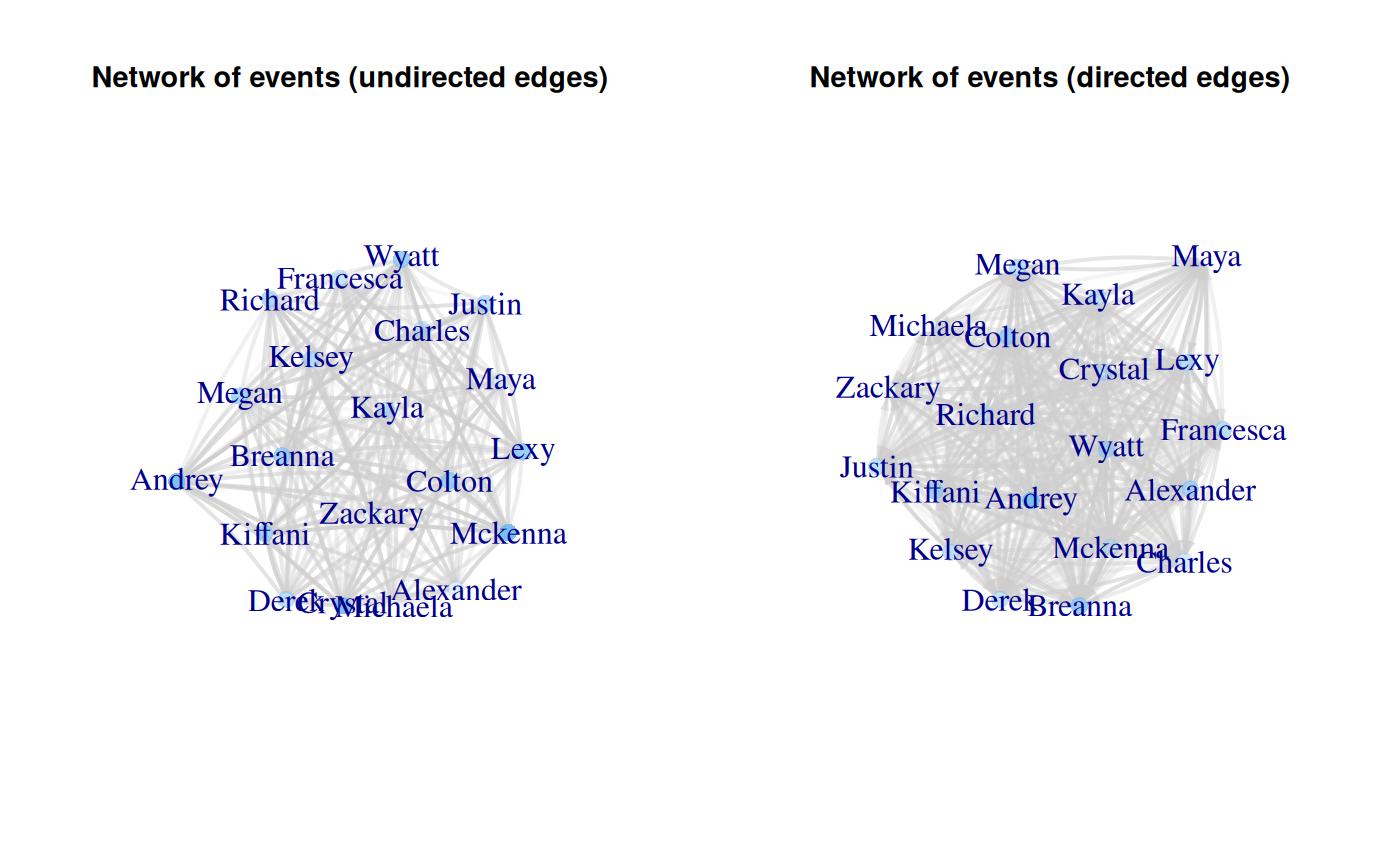 Network of events (undirected edges)
Wyatt
Francesca
Richard
Justin
Charles
Kelsey
Maya
Megan
Kayla
Breanna
Lexy
Andrey
Colton
Zackary
Kiffani
Mckenna
Alexander
Derek
Crystal
Michaela
Network of events (directed edges)
Megan
Maya
Kayla
Michaela
Colton
Crystal
Lexy
Zackary
Richard
Francesca
Wyatt
Justin
Kiffani
Andrey
Alexander
Kelsey
Mckenna
Charles
Derek
Breanna